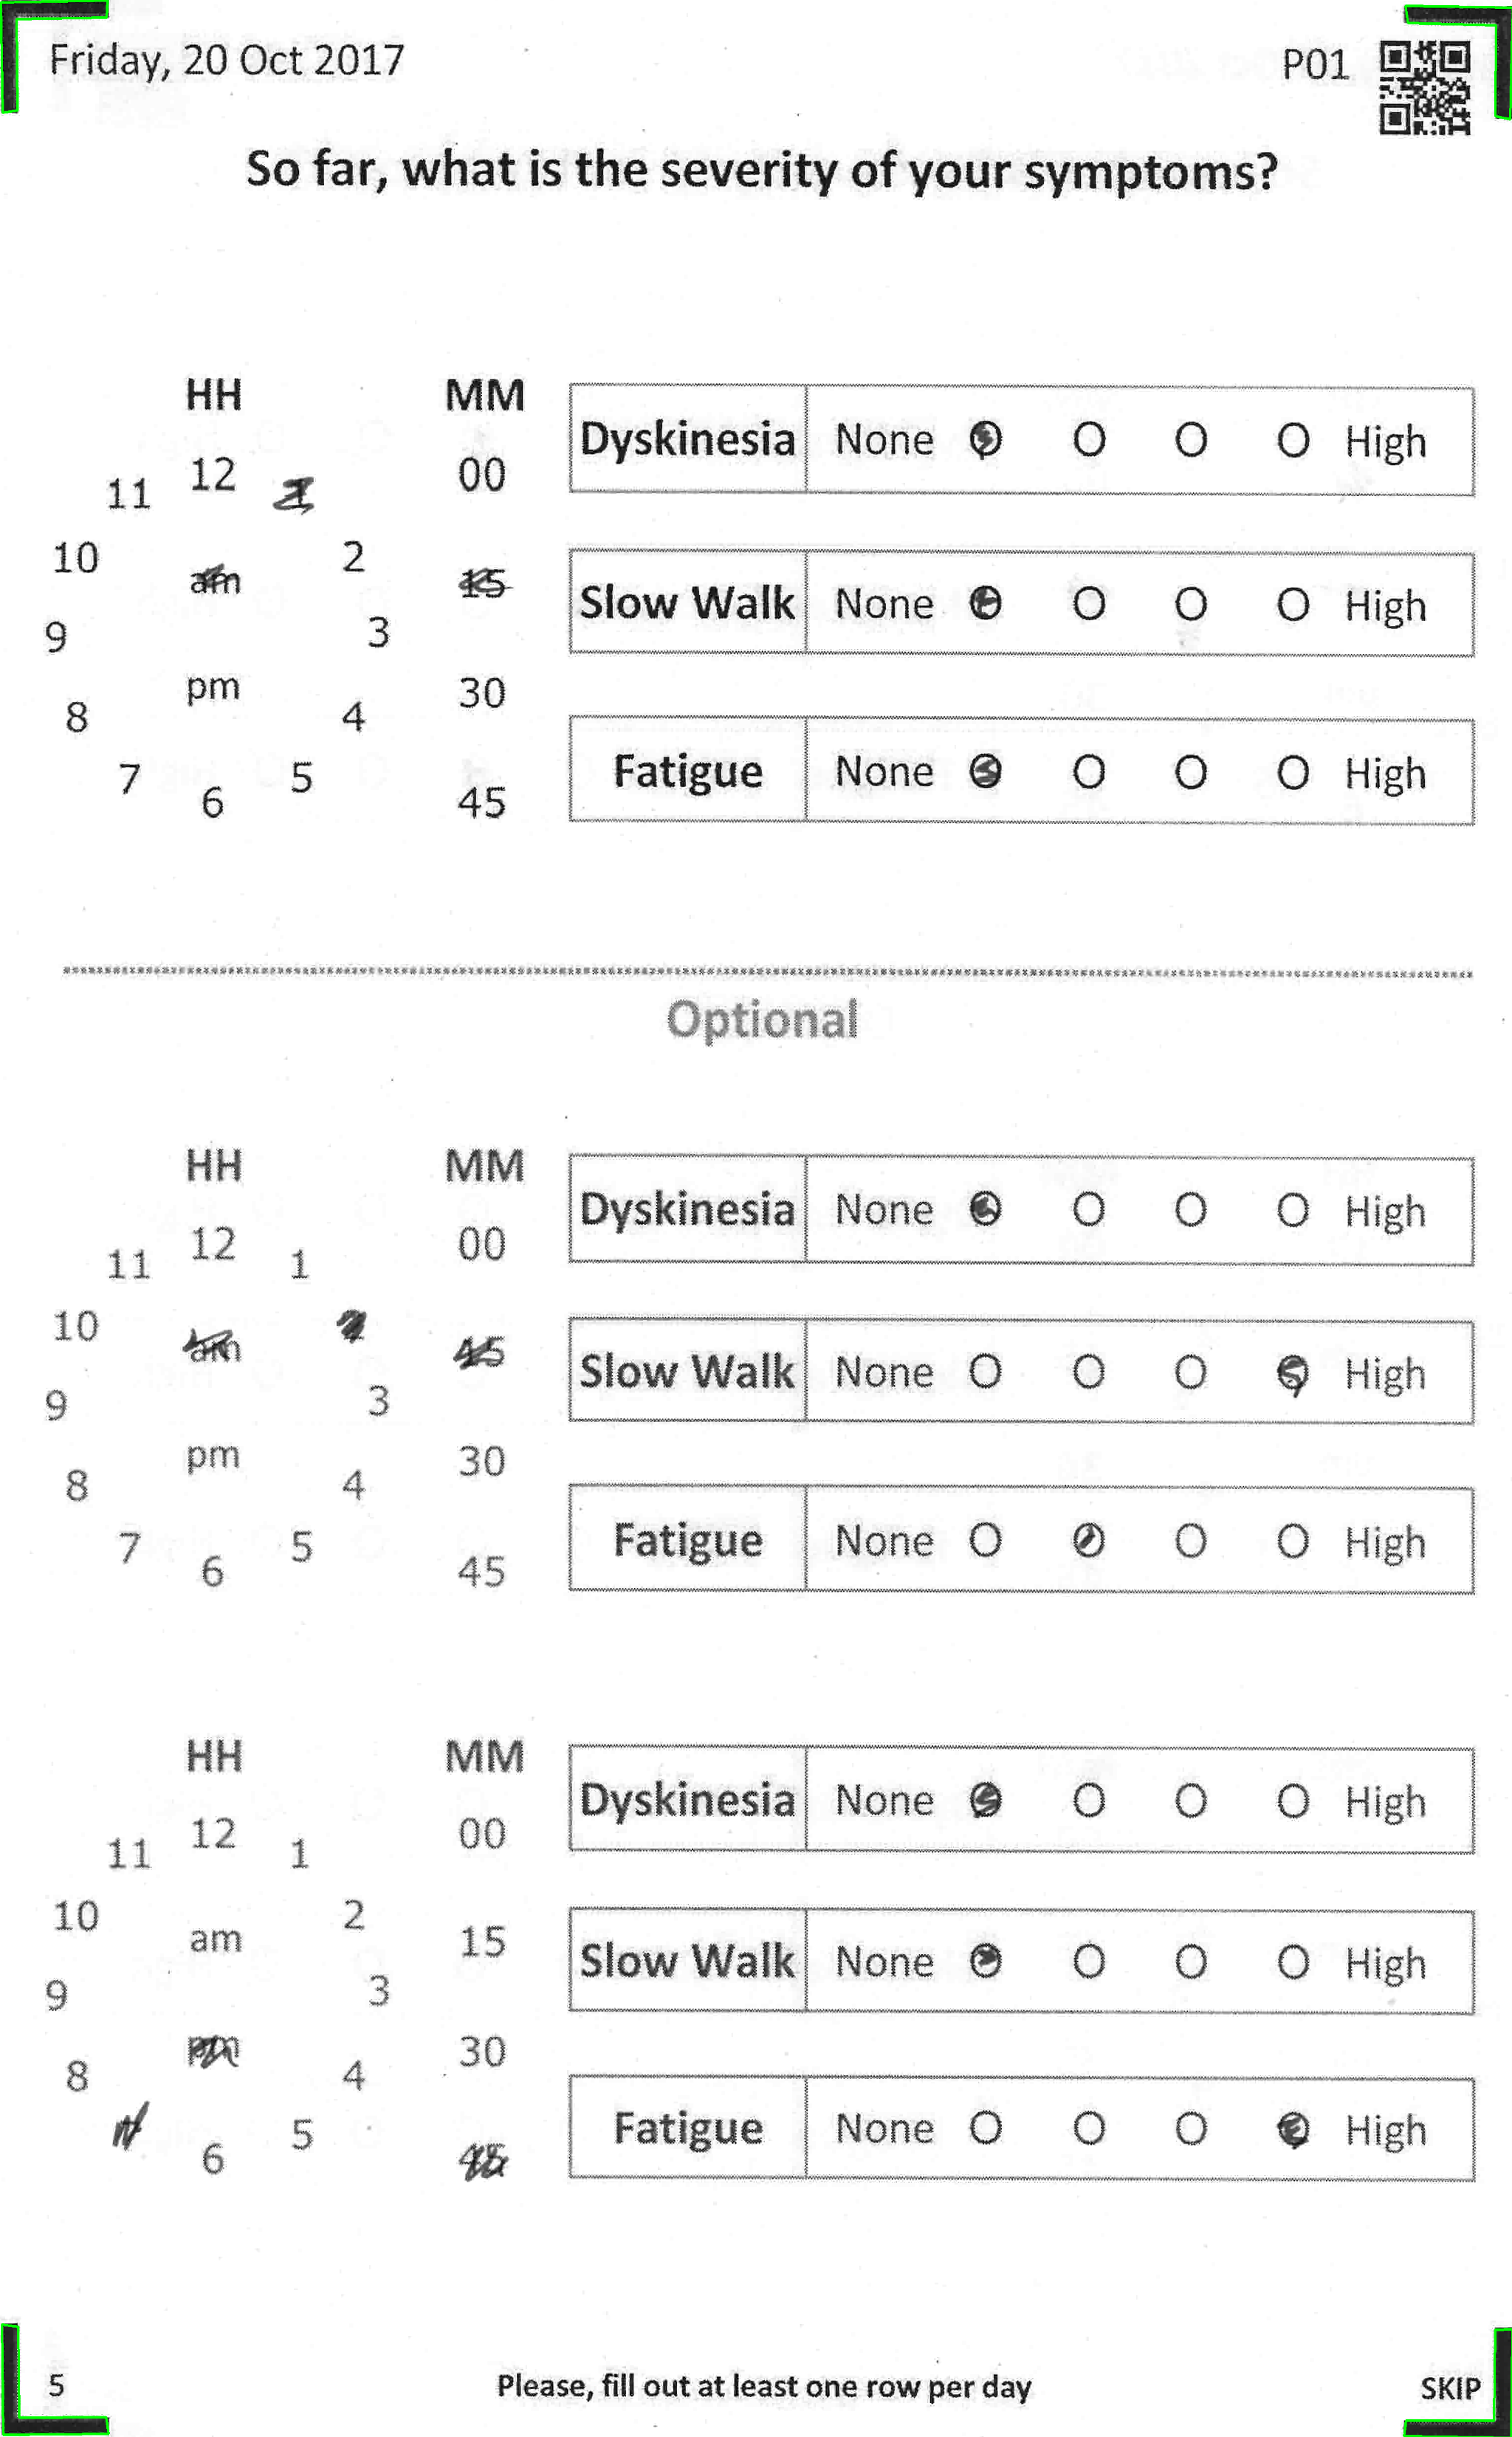 Friday, 20 Oct 2017 P01
So far, what is the severity of your symptoms?
HH MM
11 12 1 00
10 am 2 15
9 3
8 pm 4 30
7 6 5 45
Dyskinesia None O O O O High
Slow Walk None O O O O High
Fatigue None O O O O High
Optional
HH MM
11 12 1 00
10 am 2 15
9 3
8 pm 4 30
7 6 5 45
Dyskinesia None O O O O High
Slow Walk None O O O O High
Fatigue None O O O O High
HH MM
11 12 1 00
10 am 2 15
9 3
8 pm 4 30
7 6 5 45
Dyskinesia None O O O O High
Slow Walk None O O O O High
Fatigue None O O O O High
5 Please, fill out at least one row per day SKIP